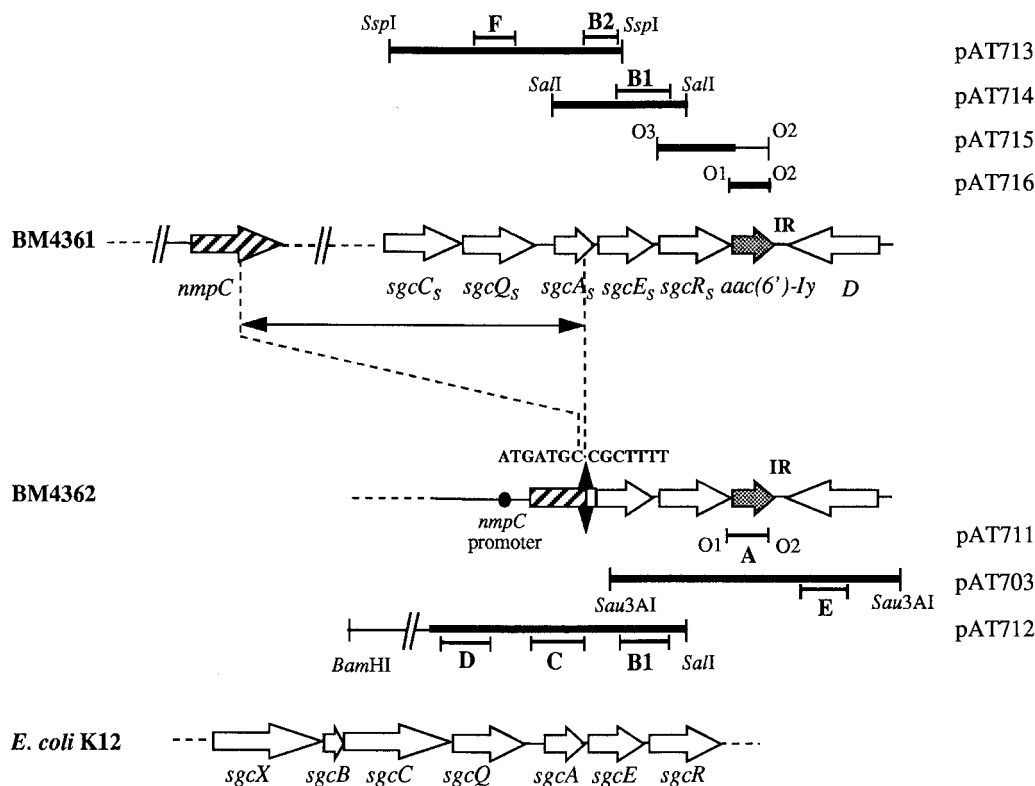 SspI F B2 SspI pAT713
SalI B1 SalI pAT714
O3 O2 pAT715
O1 O2 pAT716
BM4361 IR
nmpC sgcCs sgcQs sgcAs sgcEs sgcRs aac(6')-Iy D
ATGATGC CGCTTTT
BM4362 IR
nmpC promoter O1 A O2 pAT711
Sau3AI E Sau3AI pAT703
BamHI D C B1 SalI pAT712
E. coli K12
sgcX sgcB sgcC sgcQ sgcA sgcE sgcR